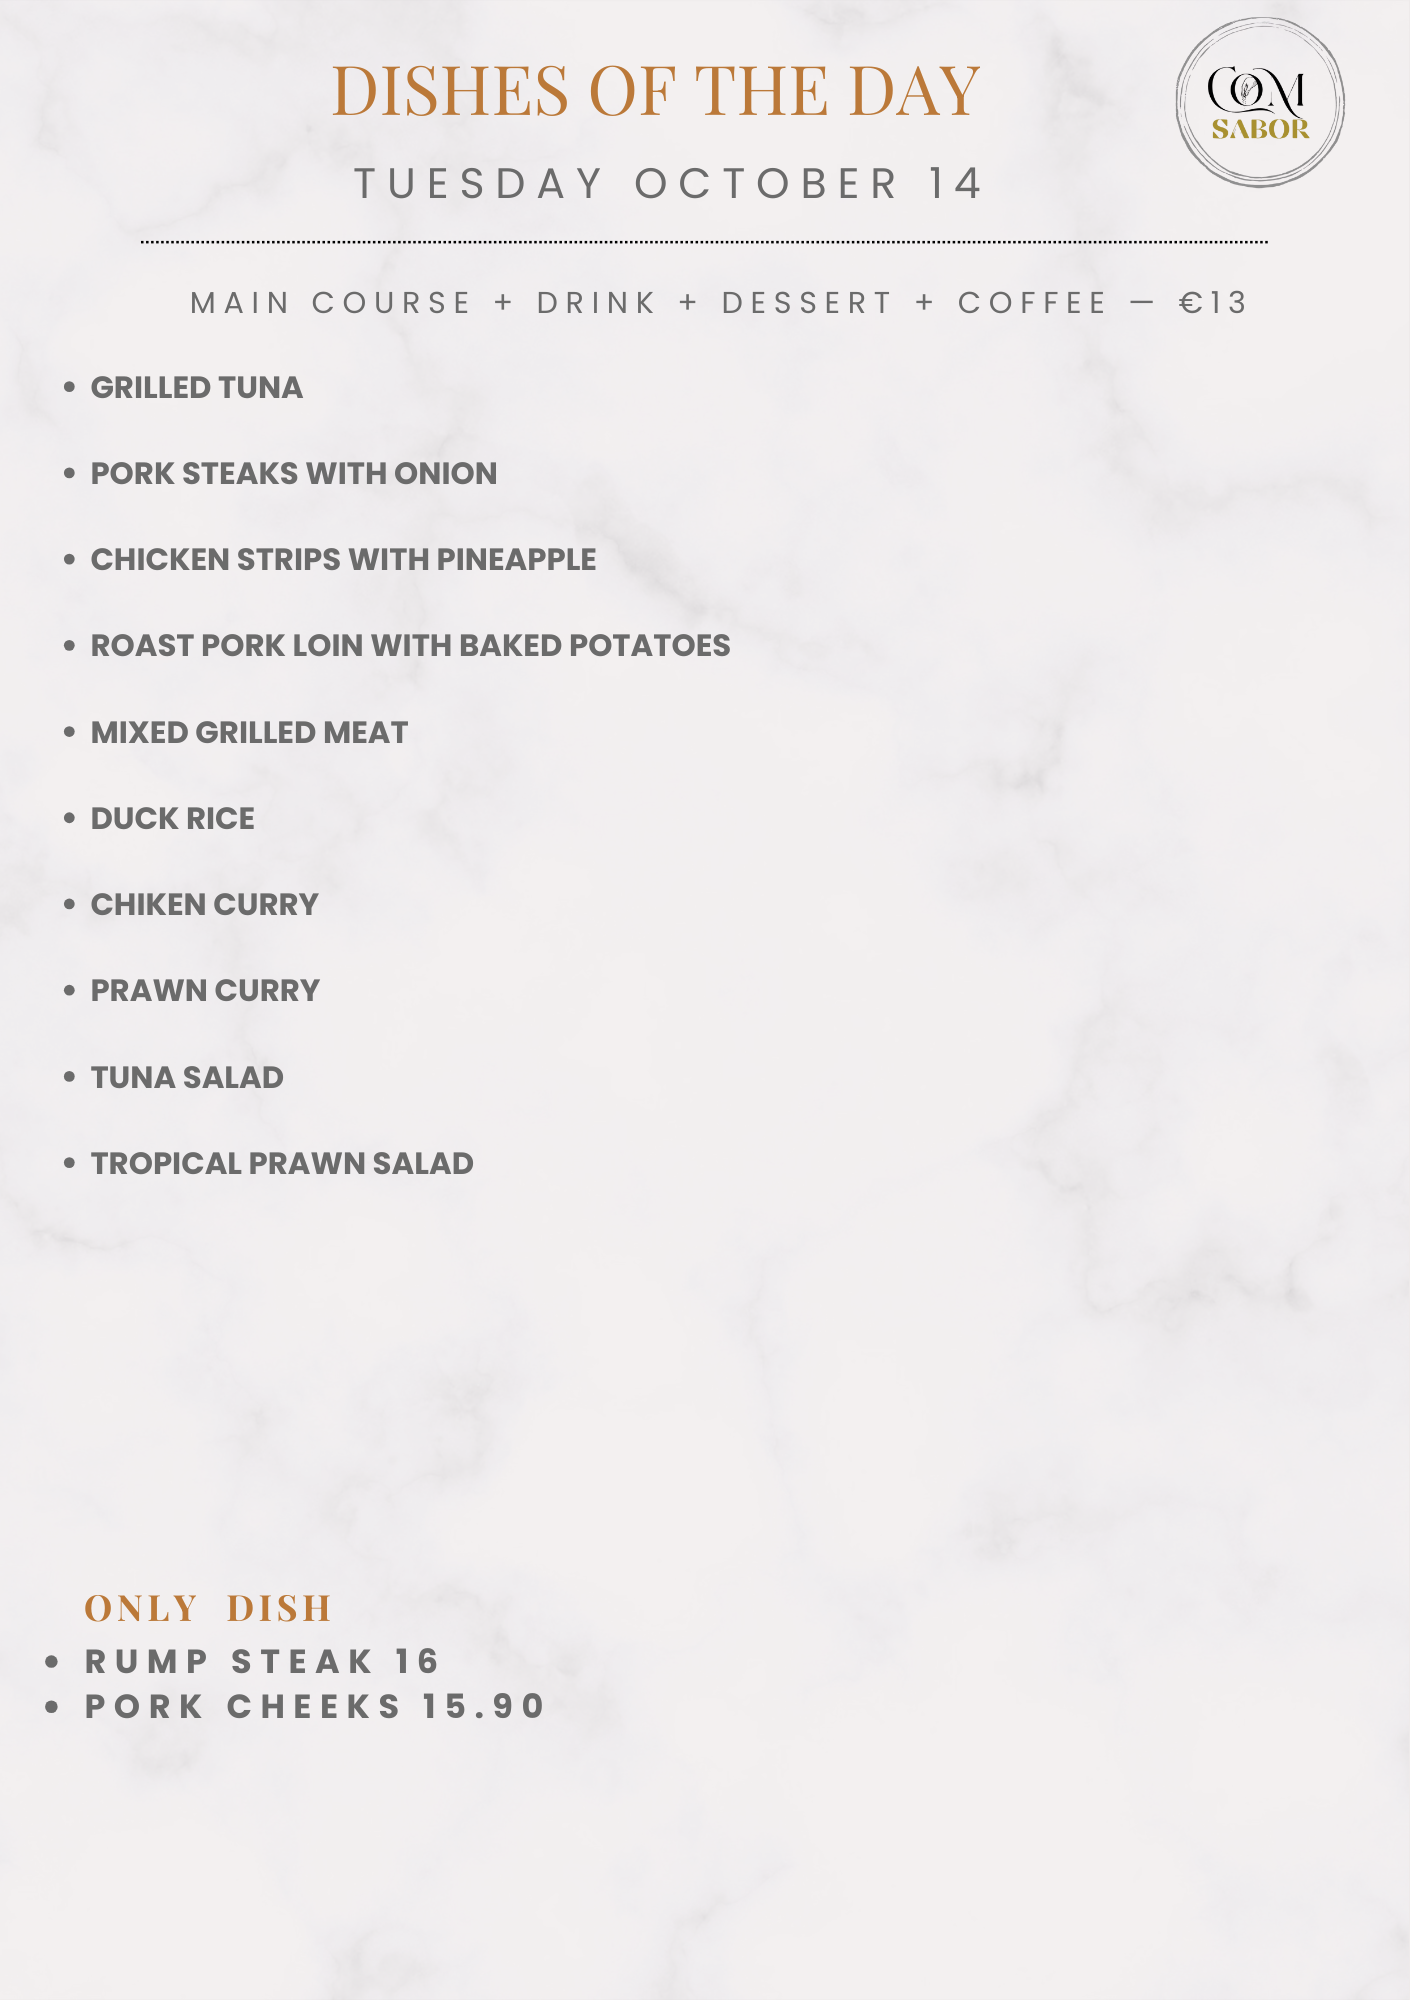 DISHES OF THE DAY
COM
SABOR
TUESDAY OCTOBER 14
MAIN COURSE + DRINK + DESSERT + COFFEE — €13
• GRILLED TUNA
• PORK STEAKS WITH ONION
• CHICKEN STRIPS WITH PINEAPPLE
• ROAST PORK LOIN WITH BAKED POTATOES
• MIXED GRILLED MEAT
• DUCK RICE
• CHIKEN CURRY
• PRAWN CURRY
• TUNA SALAD
• TROPICAL PRAWN SALAD
ONLY DISH
• RUMP STEAK 16
• PORK CHEEKS 15.90